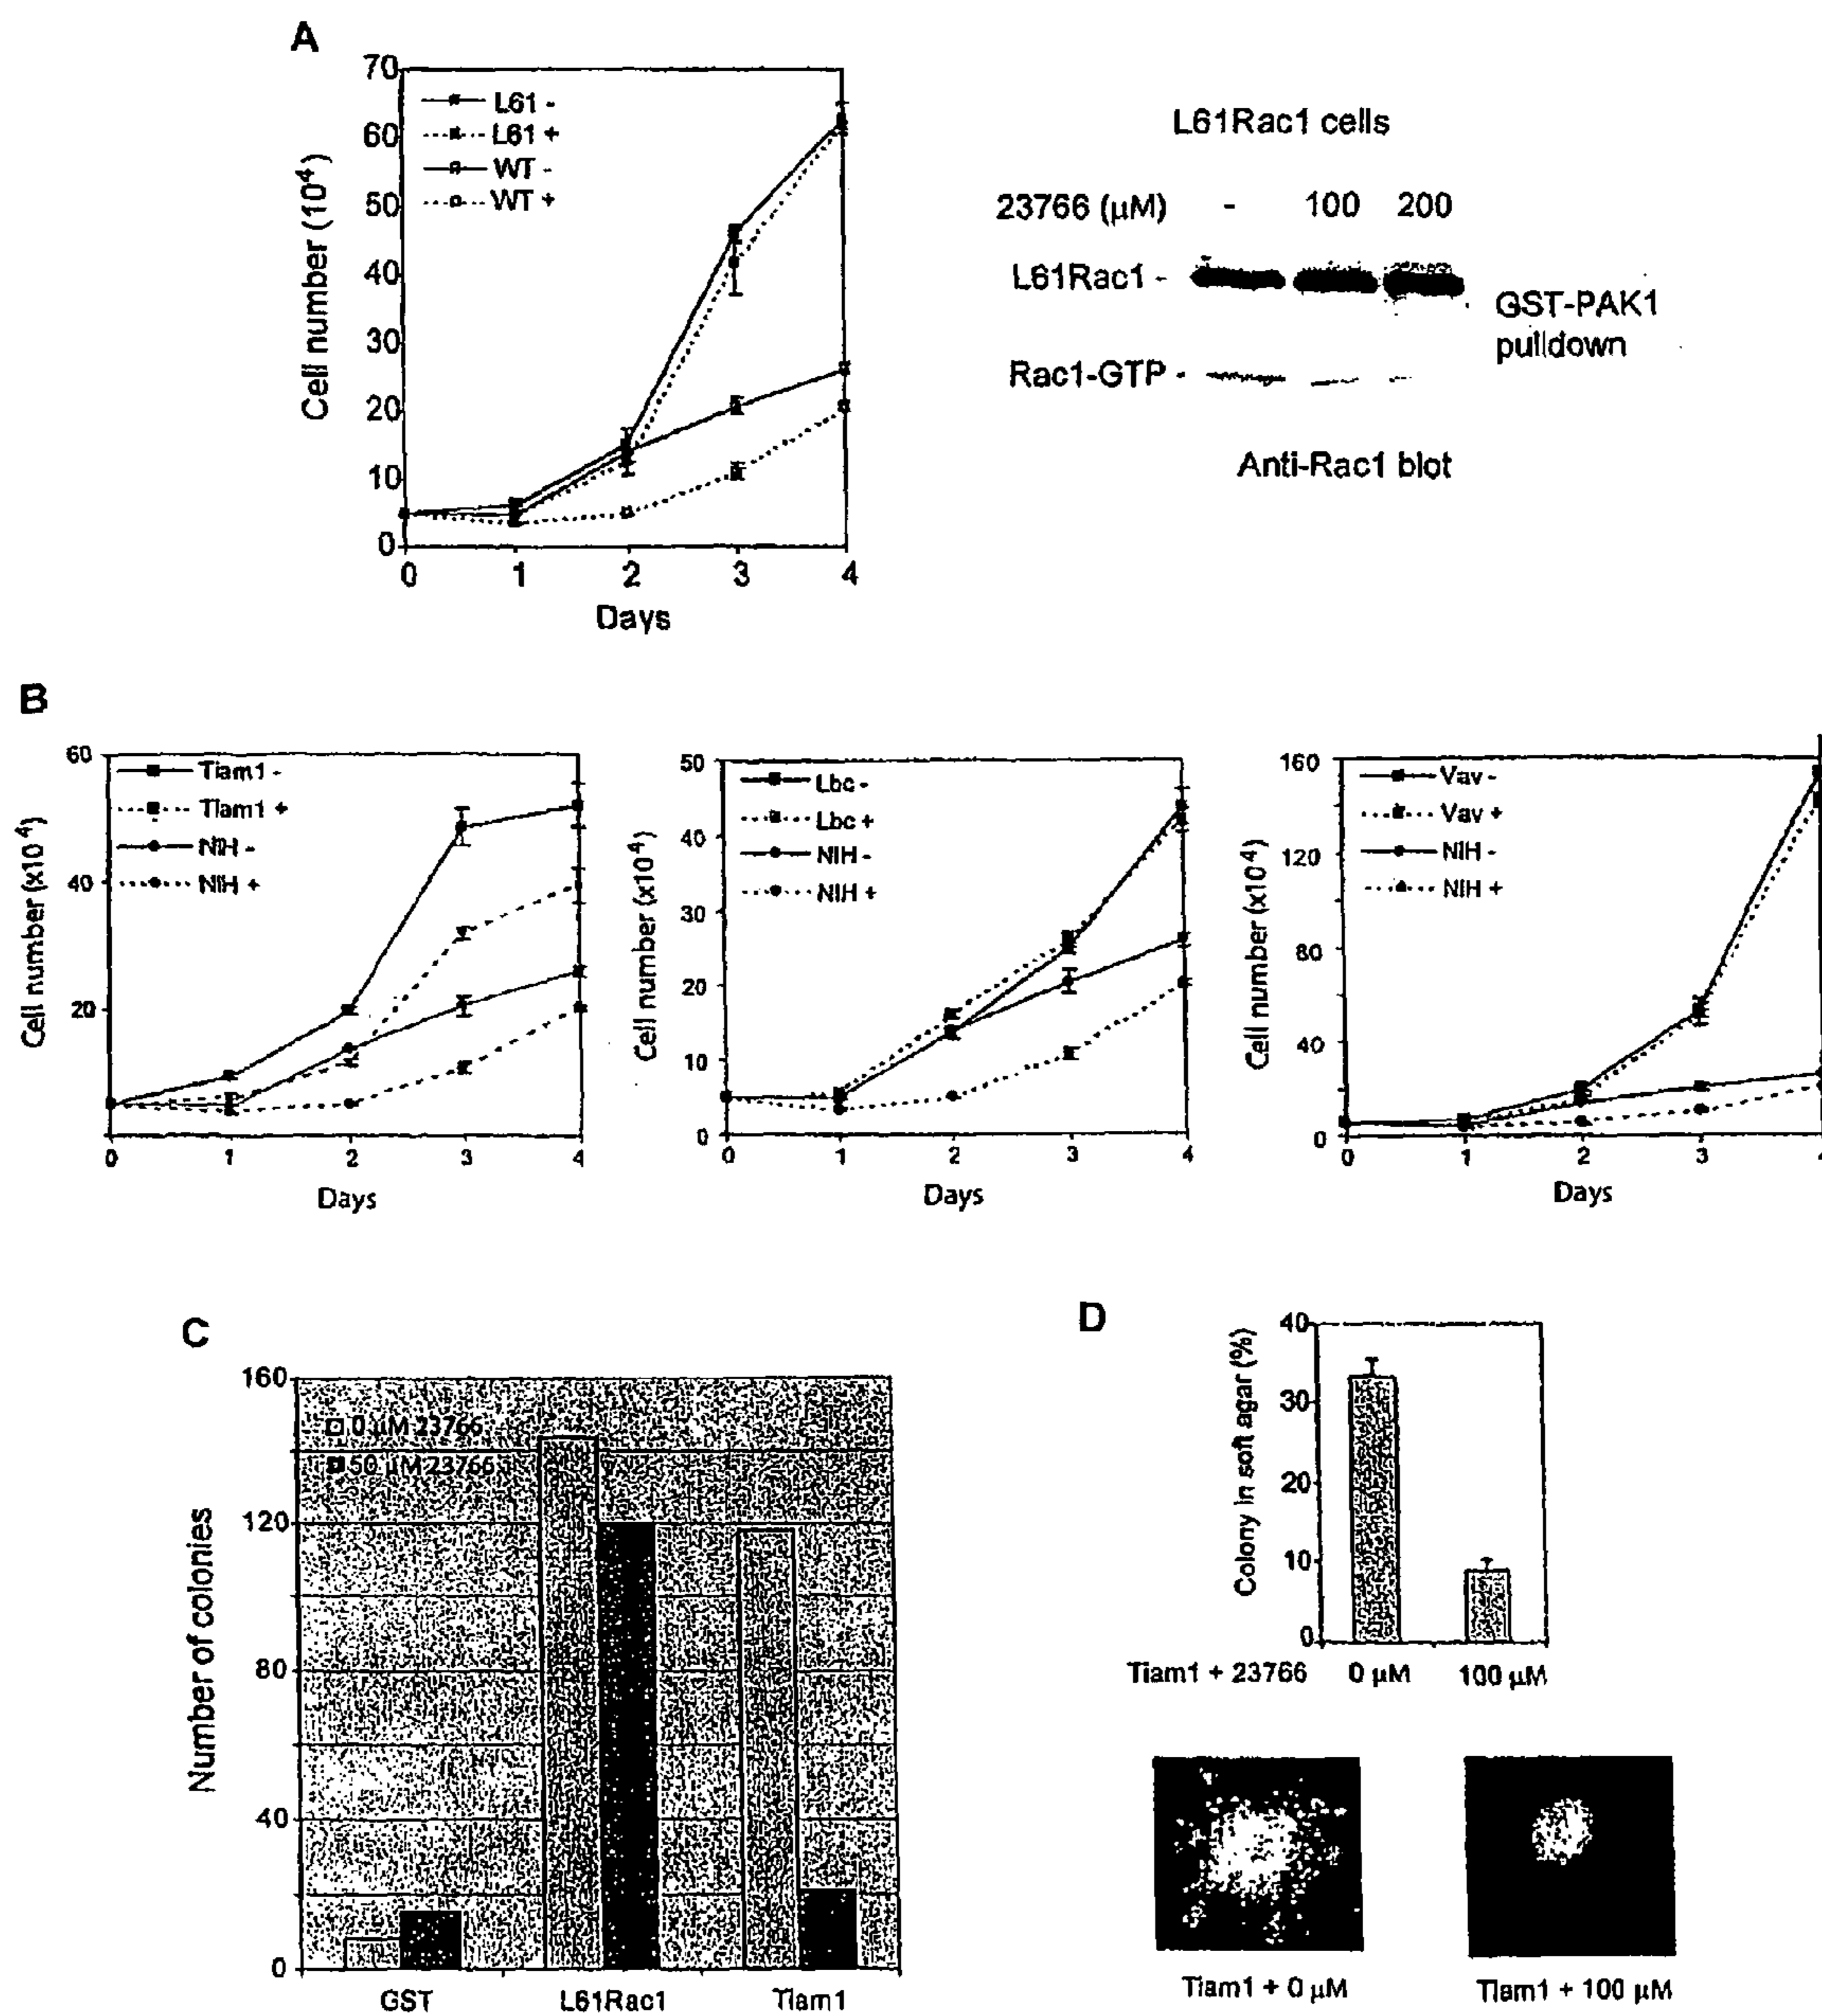 A
70
60
50
40
30
20
10
0
Cell number (10⁴)
L61 -
L61 +
WT -
WT +
0 1 2 3 4
Days
L61Rac1 cells
23766 (µM) - 100 200
L61Rac1 -
GST-PAK1
pulldown
Rac1-GTP -
Anti-Rac1 blot
B
60
40
20
Cell number (x10⁴)
Tiam1 -
Tiam1 +
NIH -
NIH +
0 1 2 3 4
Days
50
40
30
20
10
0
Cell number (x10⁴)
Lbc -
Lbc +
NIH -
NIH +
0 1 2 3 4
Days
160
120
80
40
0
Cell number (x10⁴)
Vav -
Vav +
NIH -
NIH +
0 1 2 3 4
Days
C
160
120
80
40
0
Number of colonies
0 µM 23766
50 µM 23766
GST L61Rac1 Tiam1
D
40
30
20
10
0
Colony in soft agar (%)
Tiam1 + 23766 0 µM 100 µM
Tiam1 + 0 µM Tiam1 + 100 µM